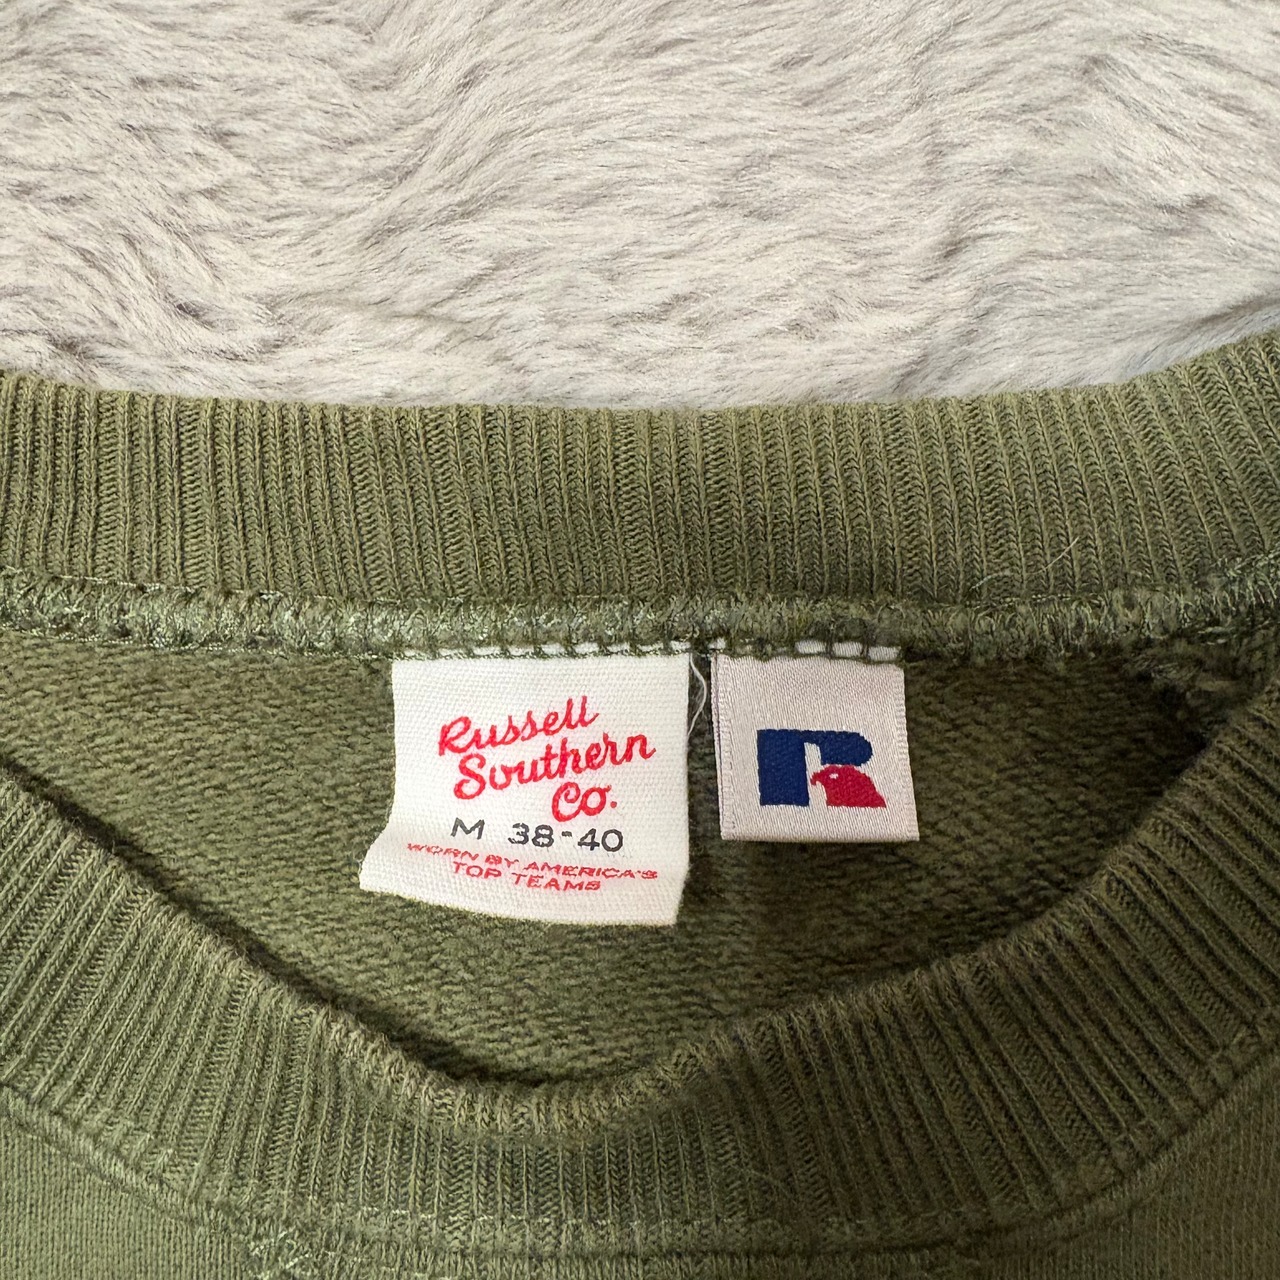 Russell
Southern
Co.
M 38-40
WORN BY AMERICA'S
TOP TEAMS
R